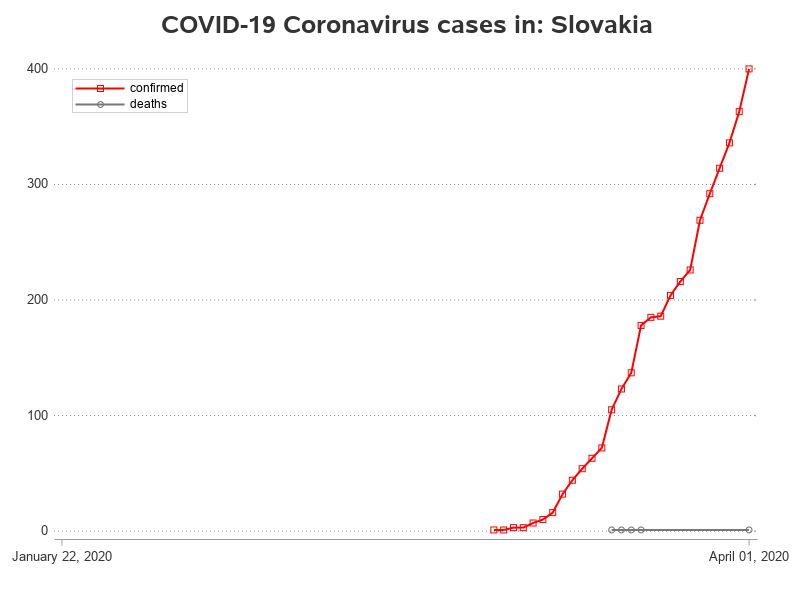 COVID-19 Coronavirus cases in: Slovakia
400
confirmed
deaths
300
200
100
0
January 22, 2020
April 01, 2020